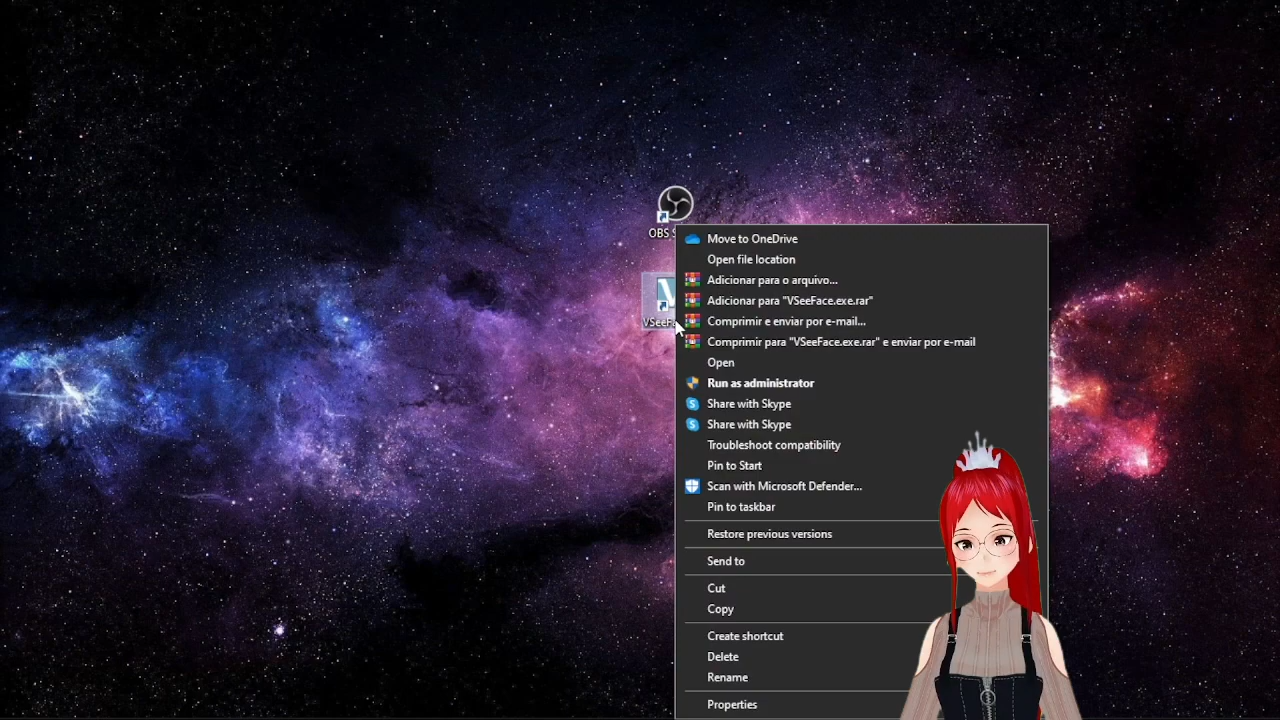 OBS
VSeeFa
Move to OneDrive
Open file location
Adicionar para o arquivo...
Adicionar para "VSeeFace.exe.rar"
Comprimir e enviar por e-mail...
Comprimir para "VSeeFace.exe.rar" e enviar por e-mail
Open
Run as administrator
Share with Skype
Share with Skype
Troubleshoot compatibility
Pin to Start
Scan with Microsoft Defender...
Pin to taskbar
Restore previous versions
Send to
Cut
Copy
Create shortcut
Delete
Rename
Properties